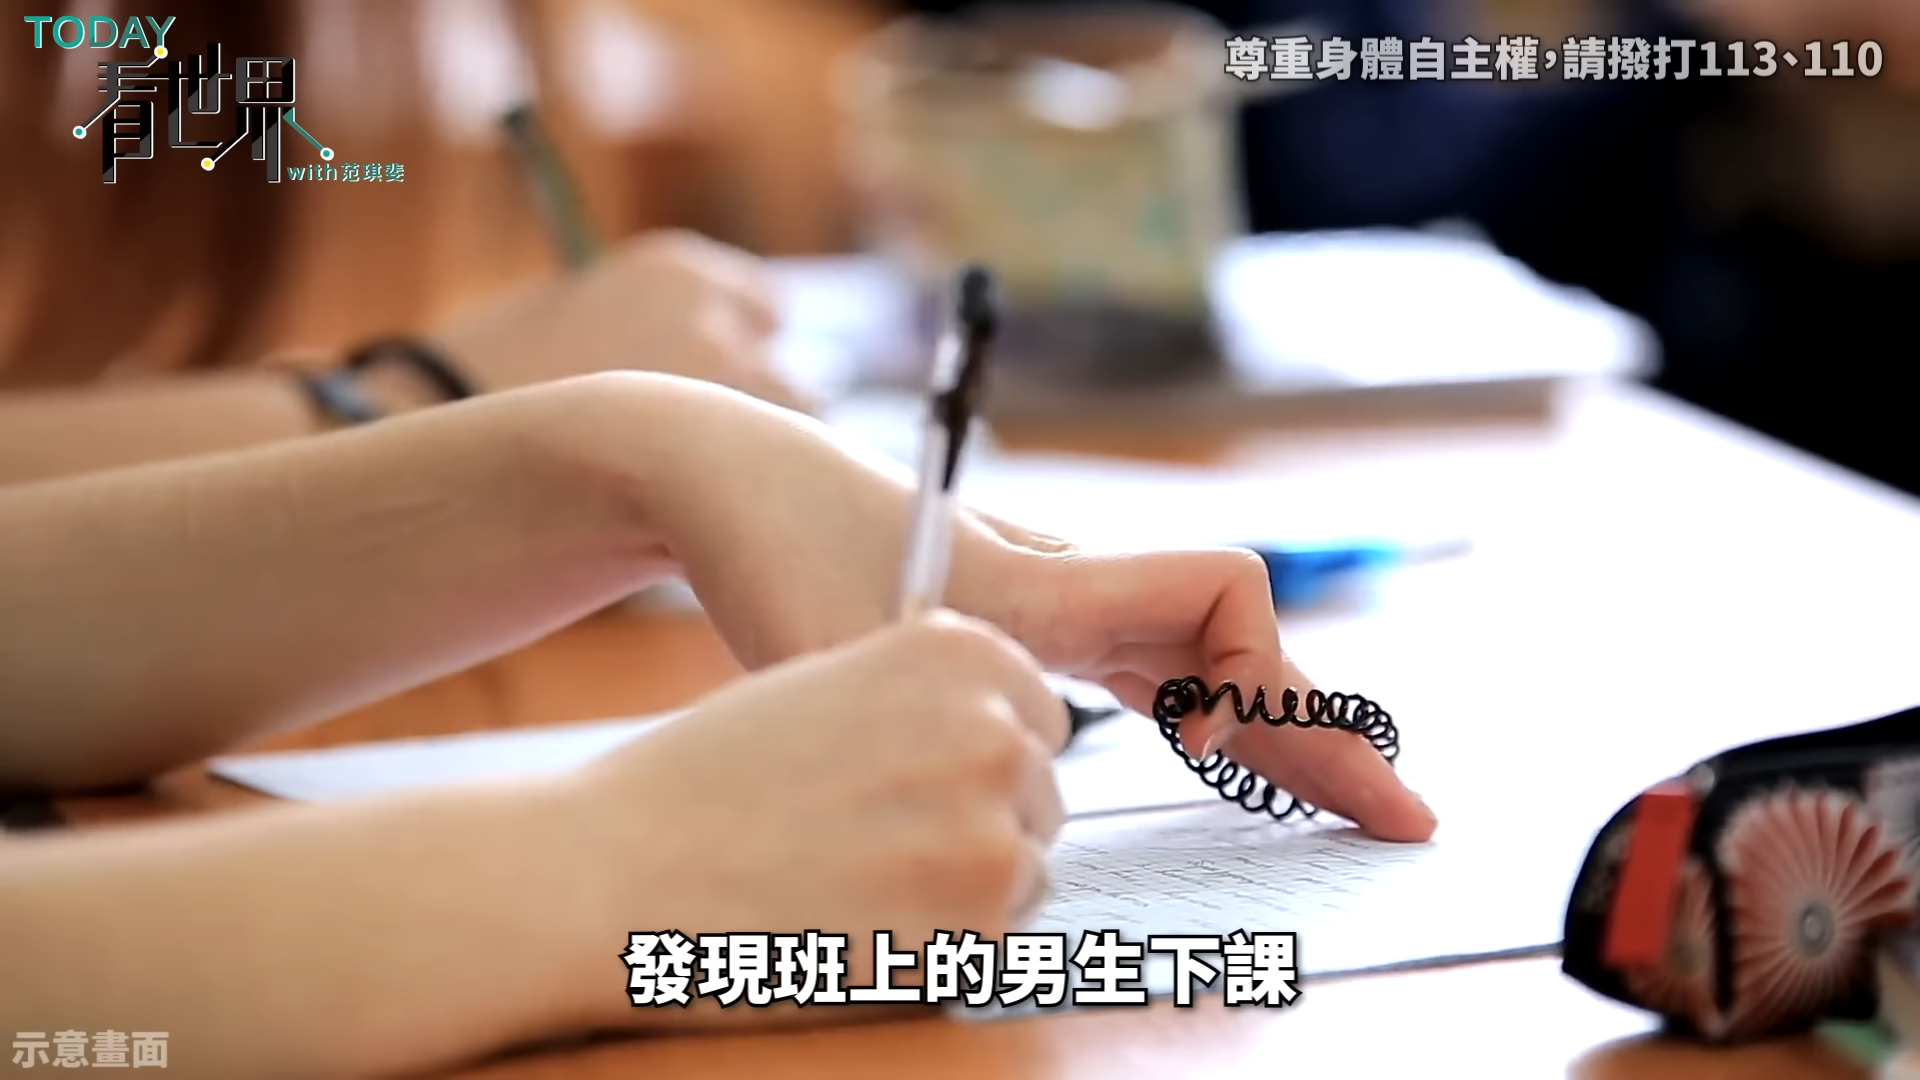 TODAY
看世界
with范琪斐
尊重身體自主權，請撥打113、110
發現班上的男生下課
示意畫面